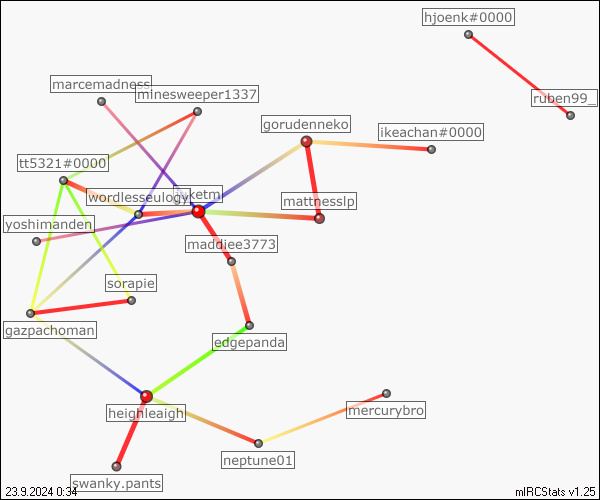 hjoenk#0000
marcemadness
minesweeper1337
ruben99_
gorudenneko
ikeachan#0000
tt5321#0000
wordlesseulogy
mattnesslp
yoshimanden
maddiee3773
sorapie
gazpachoman
edgepanda
heighleaigh
mercurybro
neptune01
swanky.pants
23.9.2024 0:34
mIRCStats v1.25